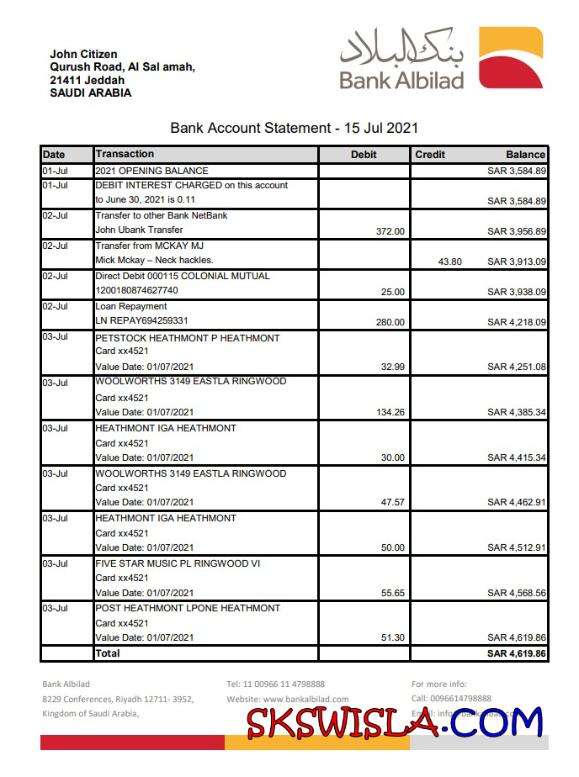 John Citizen
Qurush Road, Al Sal amah,
21411 Jeddah
SAUDI ARABIA
بنك البلاد
Bank Albilad
Bank Account Statement - 15 Jul 2021
Date Transaction Debit Credit Balance
01-Jul 2021 OPENING BALANCE SAR 3,584.89
01-Jul DEBIT INTEREST CHARGED on this account
to June 30, 2021 is 0.11 SAR 3,584.89
02-Jul Transfer to other Bank NetBank
John Ubank Transfer 372.00 SAR 3,956.89
02-Jul Transfer from MCKAY MJ
Mick Mckay – Neck hackles. 43.80 SAR 3,913.09
02-Jul Direct Debit 000115 COLONIAL MUTUAL
1200180874627740 25.00 SAR 3,938.09
02-Jul Loan Repayment
LN REPAY694259331 280.00 SAR 4,218.09
03-Jul PETSTOCK HEATHMONT P HEATHMONT
Card xx4521
Value Date: 01/07/2021 32.99 SAR 4,251.08
03-Jul WOOLWORTHS 3149 EASTLA RINGWOOD
Card xx4521
Value Date: 01/07/2021 134.26 SAR 4,385.34
03-Jul HEATHMONT IGA HEATHMONT
Card xx4521
Value Date: 01/07/2021 30.00 SAR 4,415.34
03-Jul WOOLWORTHS 3149 EASTLA RINGWOOD
Card xx4521
Value Date: 01/07/2021 47.57 SAR 4,462.91
03-Jul HEATHMONT IGA HEATHMONT
Card xx4521
Value Date: 01/07/2021 50.00 SAR 4,512.91
03-Jul FIVE STAR MUSIC PL RINGWOOD VI
Card xx4521
Value Date: 01/07/2021 55.65 SAR 4,568.56
03-Jul POST HEATHMONT LPONE HEATHMONT
Card xx4521
Value Date: 01/07/2021 51.30 SAR 4,619.86
Total SAR 4,619.86
Bank Albilad Tel: 11 00966 11 4798888 For more info:
8229 Conferences, Riyadh 12711- 3952, Website: www.bankalbilad.com Call: 0096614798888
Kingdom of Saudi Arabia,
SKSWISLA.COM